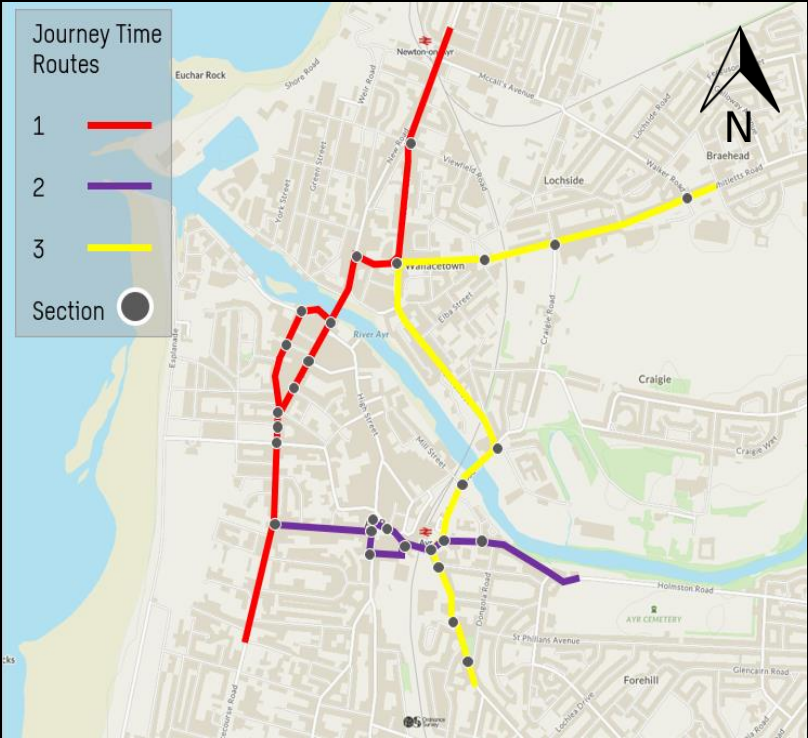 Journey Time
Routes
1
2
3
Section
N
Newton-on-Ayr
Euchar Rock
Shore Road
Weir Road
McCall's Avenue
Lochside Road
New Road
Green Street
York Street
Viewfield Road
Lochside
Walker Road
Braehead
Whitletts Road
Wallacetown
Elba Street
Craigie Road
River Ayr
Esplanade
High Street
Mill Street
Craigie
Craigie Way
Dongola Road
Holmston Road
AYR CEMETERY
St Phillans Avenue
Forehill
Glencairn Road
Lochlea Drive
Ordnance
Survey